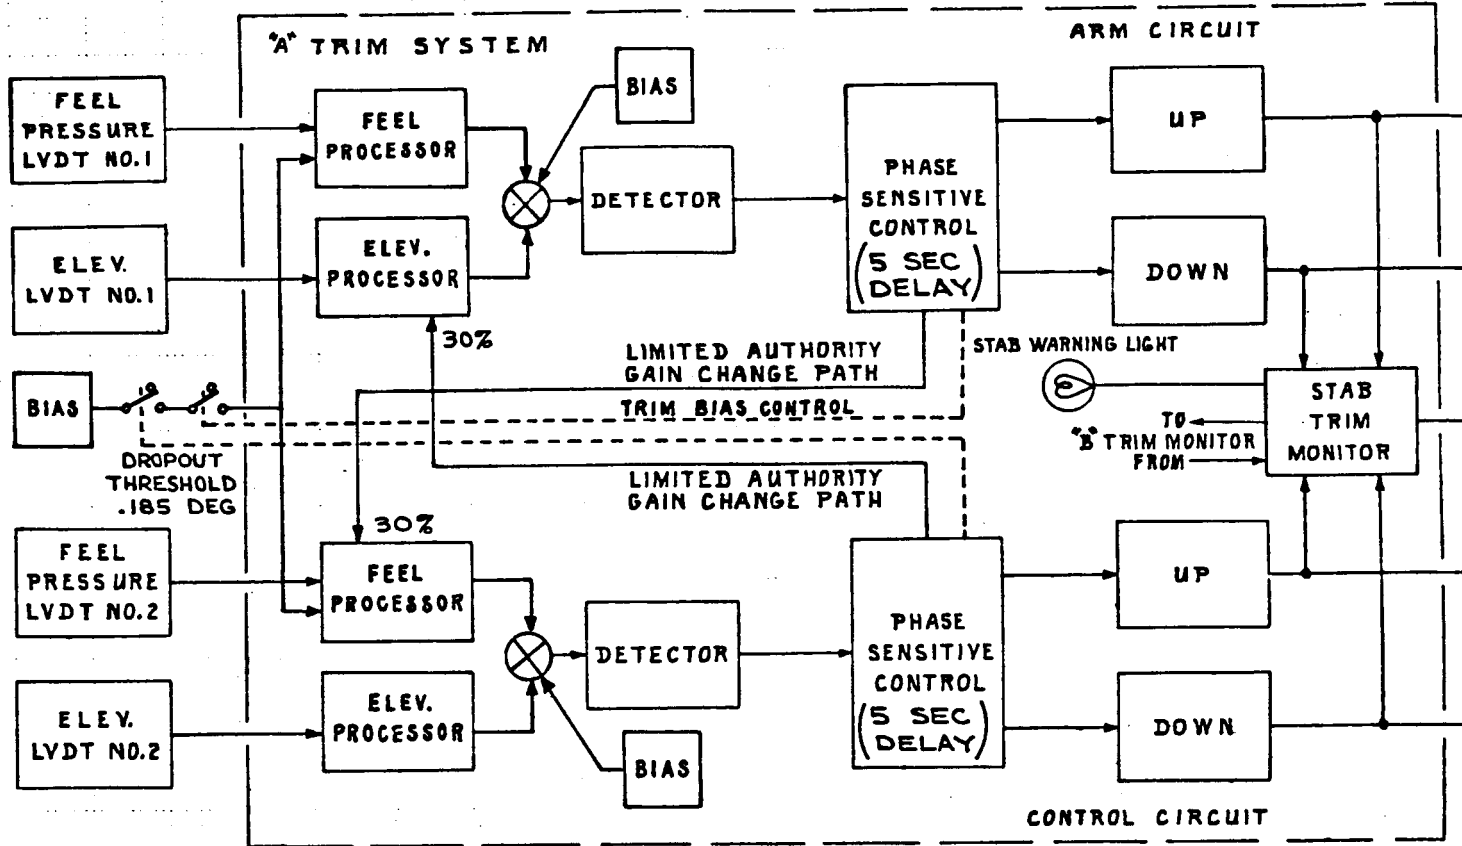 "A" TRIM SYSTEM
ARM CIRCUIT
FEEL
PRESSURE
LVDT NO.1
FEEL
PROCESSOR
BIAS
UP
DETECTOR
PHASE
SENSITIVE
CONTROL
(5 SEC
DELAY)
ELEV.
LVDT NO.1
ELEV.
PROCESSOR
DOWN
30%
LIMITED AUTHORITY
GAIN CHANGE PATH
STAB WARNING LIGHT
BIAS
TRIM BIAS CONTROL
STAB
TRIM
MONITOR
TO
"B" TRIM MONITOR
FROM
DROPOUT
THRESHOLD
.185 DEG
LIMITED AUTHORITY
GAIN CHANGE PATH
30%
FEEL
PRESSURE
LVDT NO.2
FEEL
PROCESSOR
UP
DETECTOR
PHASE
SENSITIVE
CONTROL
(5 SEC
DELAY)
ELEV.
LVDT NO.2
ELEV.
PROCESSOR
DOWN
BIAS
CONTROL CIRCUIT